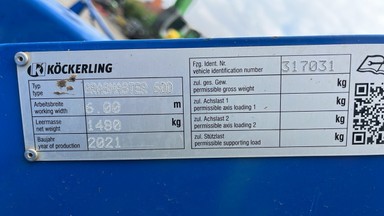 KÖCKERLING
Typ
type
GRASMASTER 600
Arbeitsbreite
working width
6.00 m
Leermasse
net weight
1480 kg
Baujahr
year of production
2021
Fzg. Ident. Nr.
vehicle identification number
317031
zul. ges. Gew.
permissible gross weight
kg
zul. Achslast 1
permissible axis loading 1
kg
zul. Achslast 2
permissible axis loading 2
kg
zul. Stützlast
permissible supporting load
kg